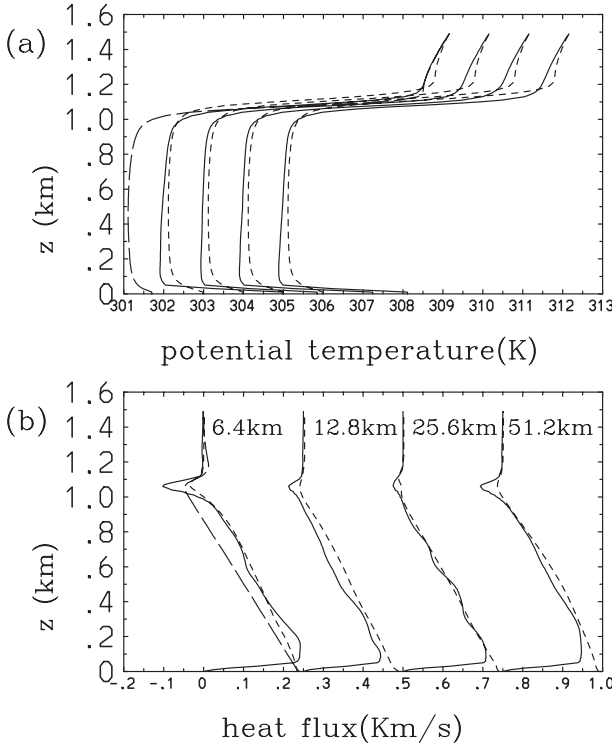 (a)
1.6
1.4
1.2
1.0
.8
.6
.4
.2
0
z (km)
301 302 303 304 305 306 307 308 309 310 311 312 313
potential temperature(K)
(b)
1.6
1.4
1.2
1.0
.8
.6
.4
.2
0
z (km)
6.4km 12.8km 25.6km 51.2km
-.2 -.1 0 .1 .2 .3 .4 .5 .6 .7 .8 .9 1.0
heat flux(Km/s)